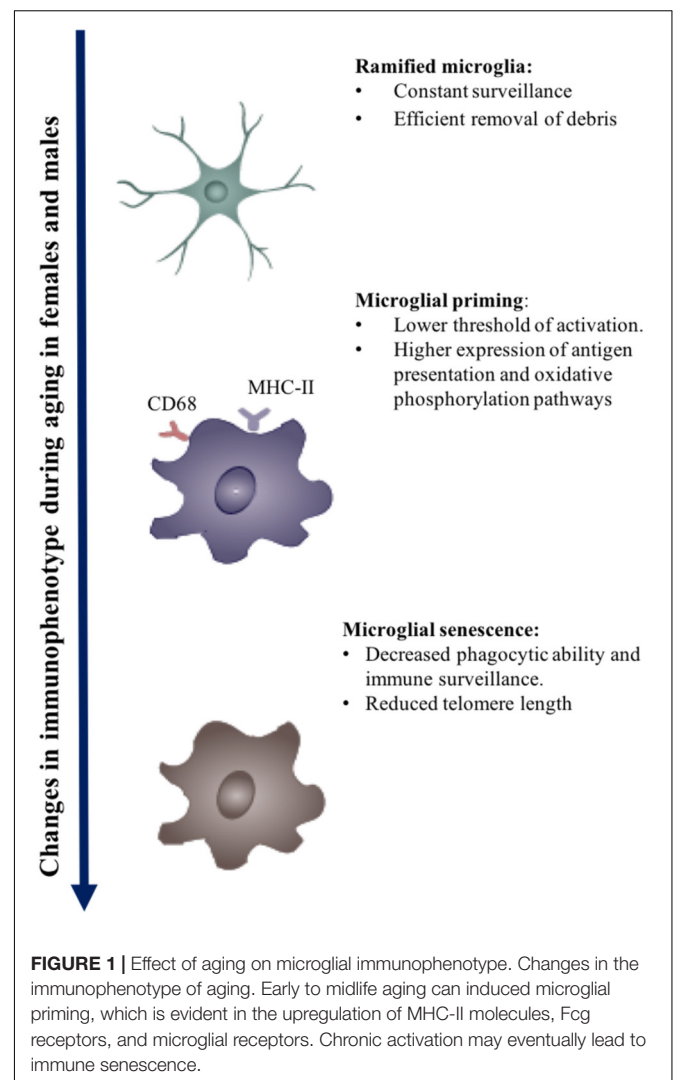 Changes in immunophenotype during aging in females and males
Ramified microglia:
• Constant surveillance
• Efficient removal of debris
Microglial priming:
• Lower threshold of activation.
• Higher expression of antigen
presentation and oxidative
phosphorylation pathways
CD68
MHC-II
Microglial senescence:
• Decreased phagocytic ability and
immune surveillance.
• Reduced telomere length
FIGURE 1 | Effect of aging on microglial immunophenotype. Changes in the
immunophenotype of aging. Early to midlife aging can induced microglial
priming, which is evident in the upregulation of MHC-II molecules, Fcg
receptors, and microglial receptors. Chronic activation may eventually lead to
immune senescence.